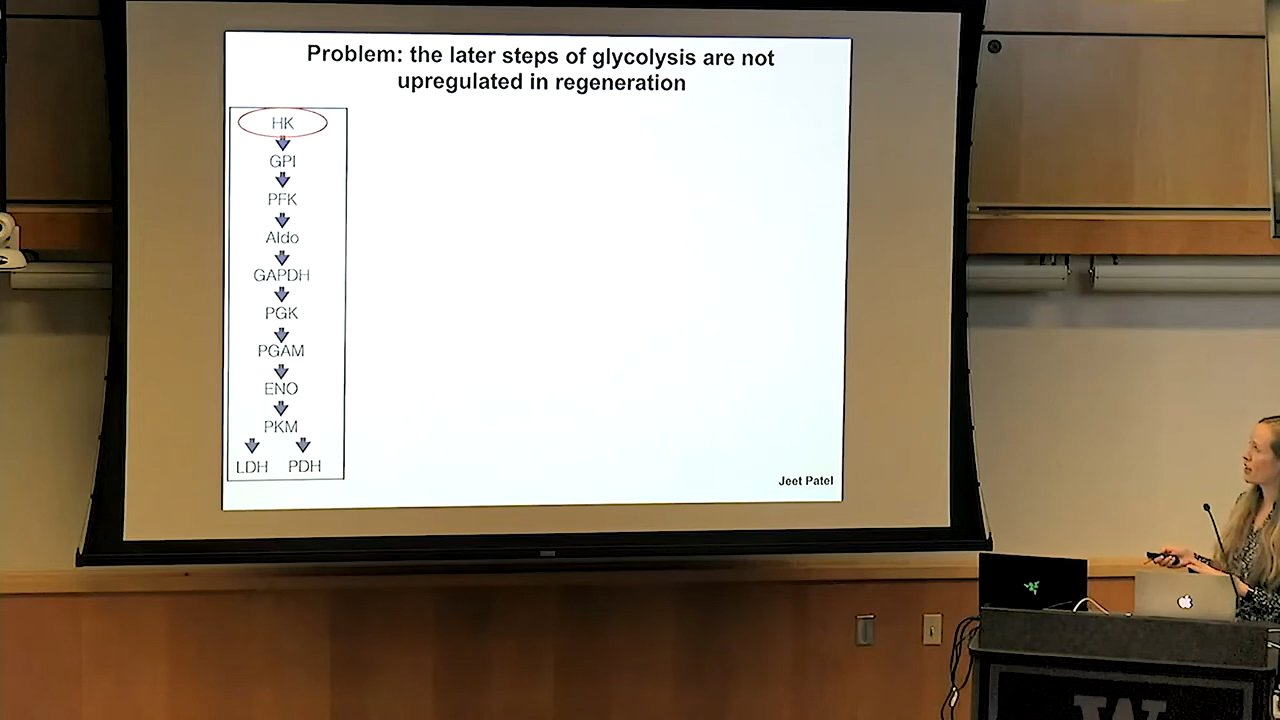 Problem: the later steps of glycolysis are not
upregulated in regeneration
HK
GPI
PFK
Aldo
GAPDH
PGK
PGAM
ENO
PKM
LDH PDH
Jeet Patel
W